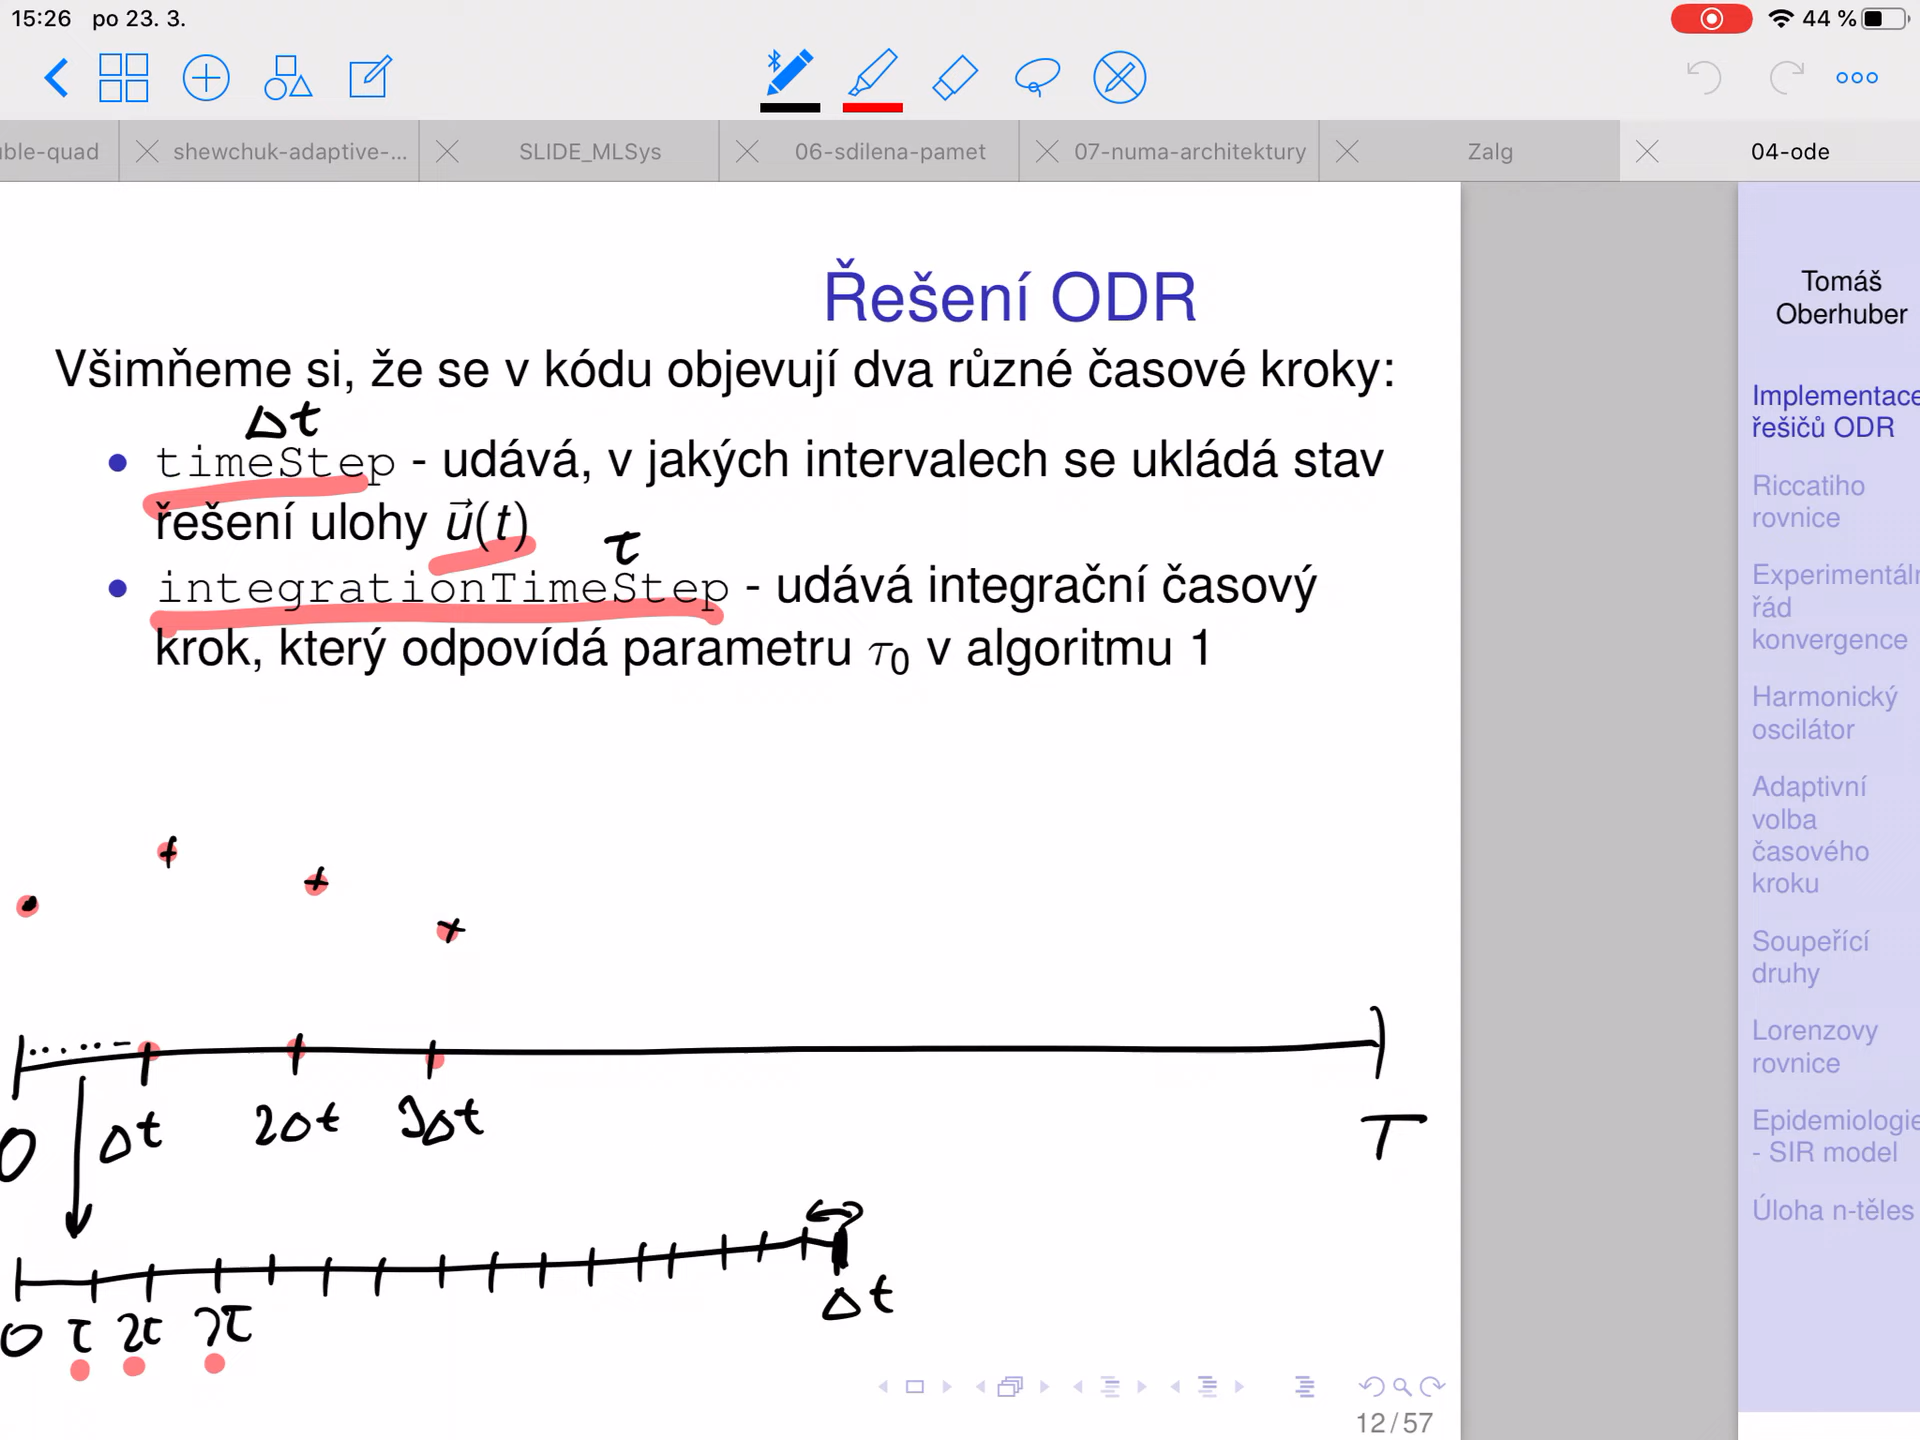 15:26 po 23. 3.
44 %
ble-quad
shewchuk-adaptive-...
SLIDE_MLSys
06-sdilena-pamet
07-numa-architektury
Zalg
04-ode
Řešení ODR
Všimňeme si, že se v kódu objevují dva různé časové kroky:
Δt
• timeStep - udává, v jakých intervalech se ukládá stav
řešení ulohy u⃗(t)
τ
• integrationTimeStep - udává integrační časový
krok, který odpovídá parametru τ₀ v algoritmu 1
0 Δt 2Δt 3Δt T
0 τ 2τ 3τ Δt
12 / 57
Tomáš
Oberhuber
Implementace
řešičů ODR
Riccatiho
rovnice
Experimentáln
řád
konvergence
Harmonický
oscilátor
Adaptivní
volba
časového
kroku
Soupeřící
druhy
Lorenzovy
rovnice
Epidemiologie
- SIR model
Úloha n-těles